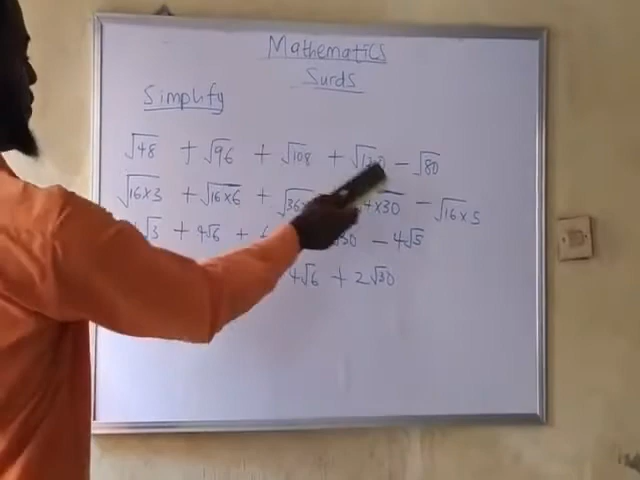 Mathematics
Surds
Simplify
√48 + √96 + √108 + √120 − √80
√16×3 + √16×6 + √36× 4×30 − √16×5
√3 + 4√6 + √30 − 4√5
4√6 + 2√30